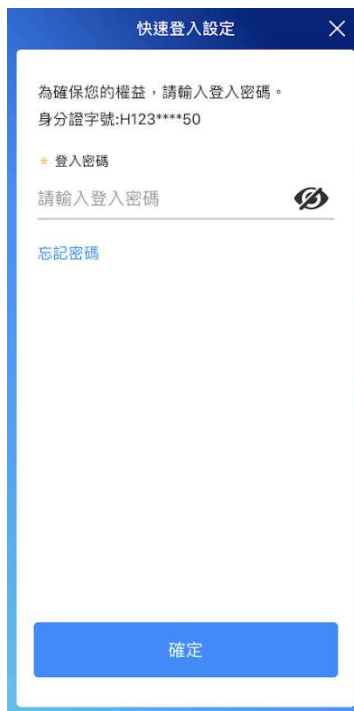 快速登入設定
為確保您的權益，請輸入登入密碼。
身分證字號:H123****50
* 登入密碼
請輸入登入密碼
忘記密碼
確定